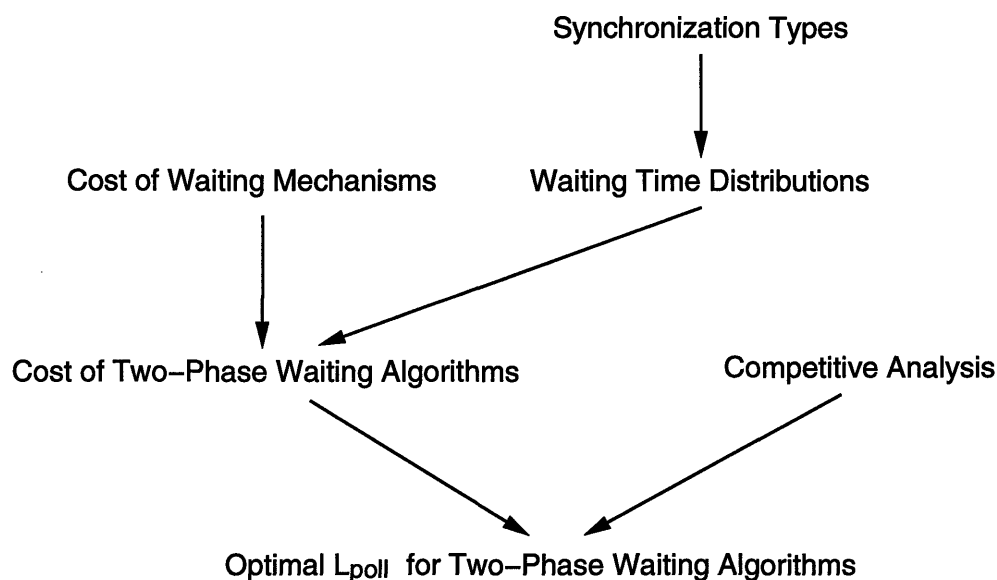 Synchronization Types
Cost of Waiting Mechanisms
Waiting Time Distributions
Cost of Two–Phase Waiting Algorithms
Competitive Analysis
Optimal Lpoll for Two–Phase Waiting Algorithms